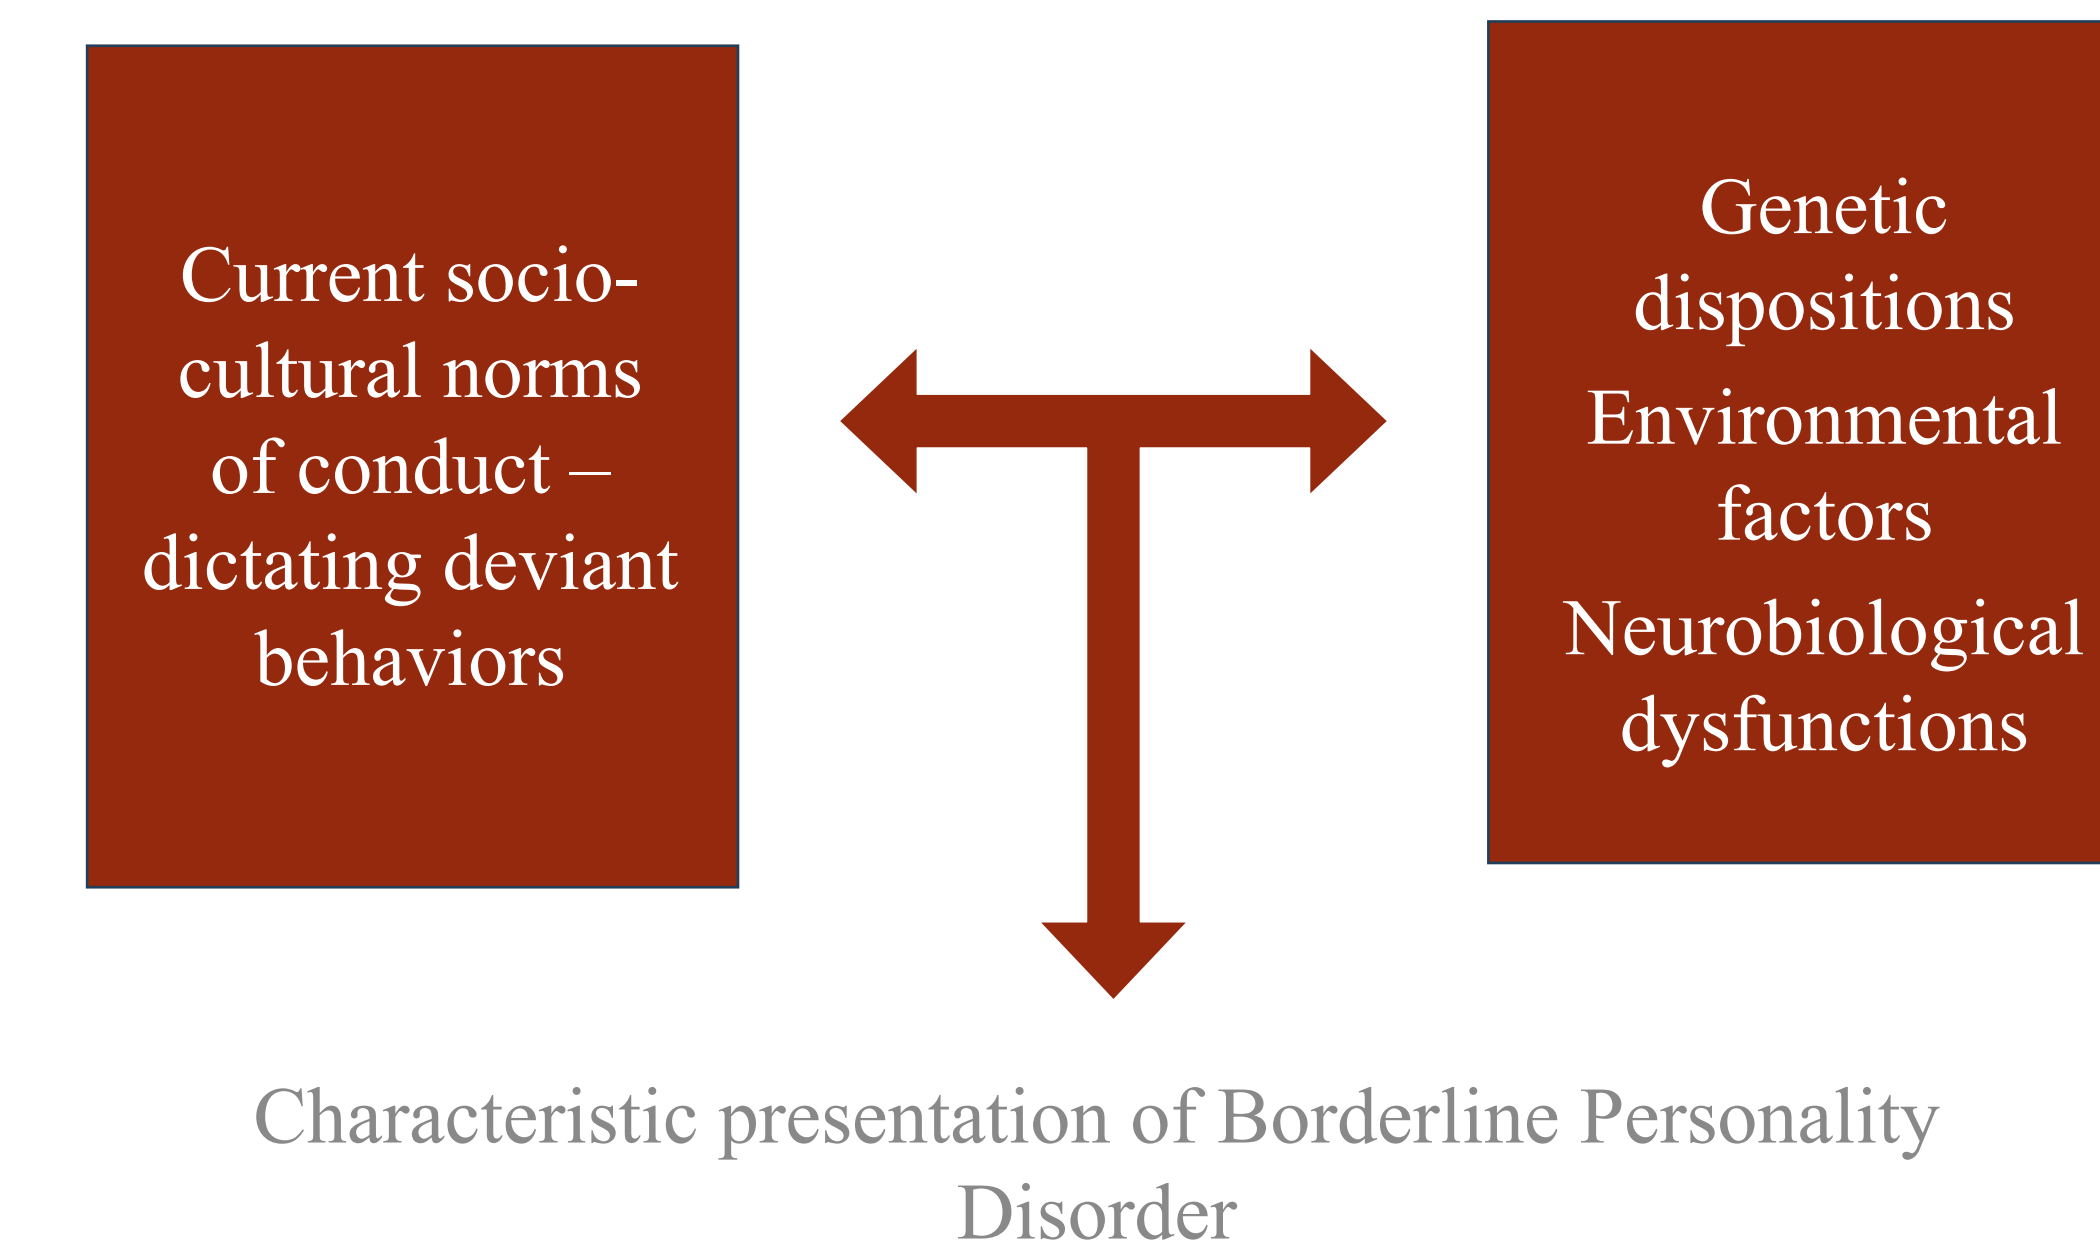 Current socio-
cultural norms
of conduct –
dictating deviant
behaviors
Genetic
dispositions
Environmental
factors
Neurobiological
dysfunctions
Characteristic presentation of Borderline Personality
Disorder